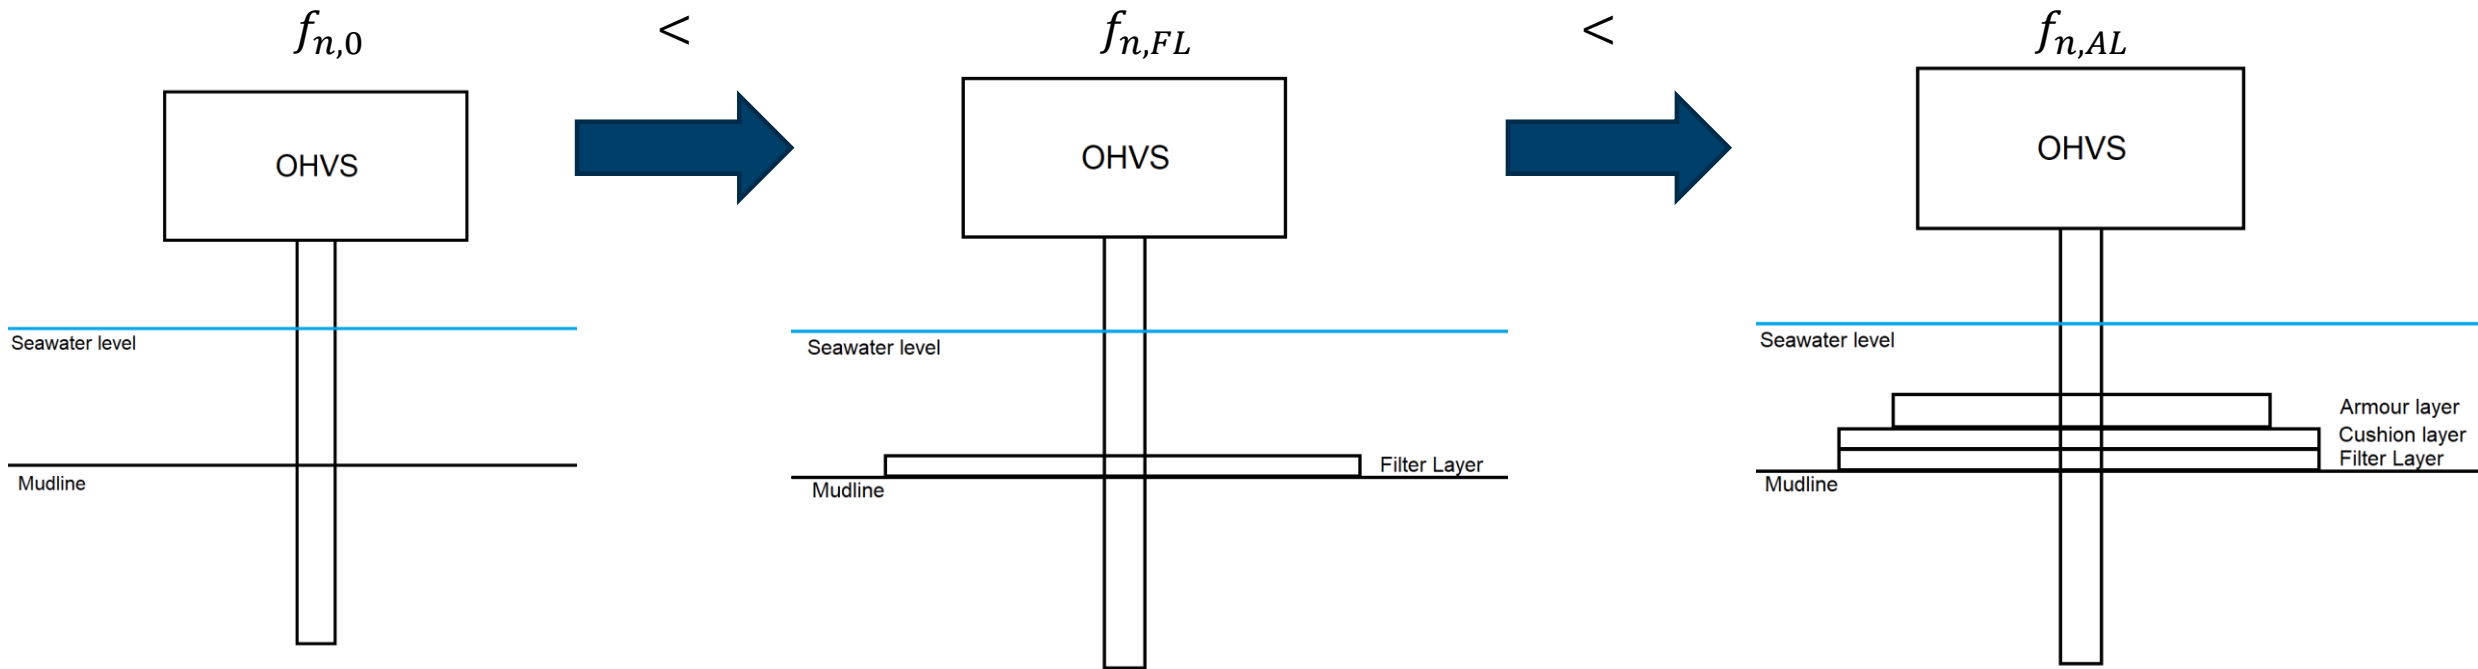 f_{n,0} < f_{n,FL} < f_{n,AL}
OHVS
OHVS
OHVS
Seawater level
Seawater level
Seawater level
Armour layer
Cushion layer
Filter Layer
Filter Layer
Mudline
Mudline
Mudline